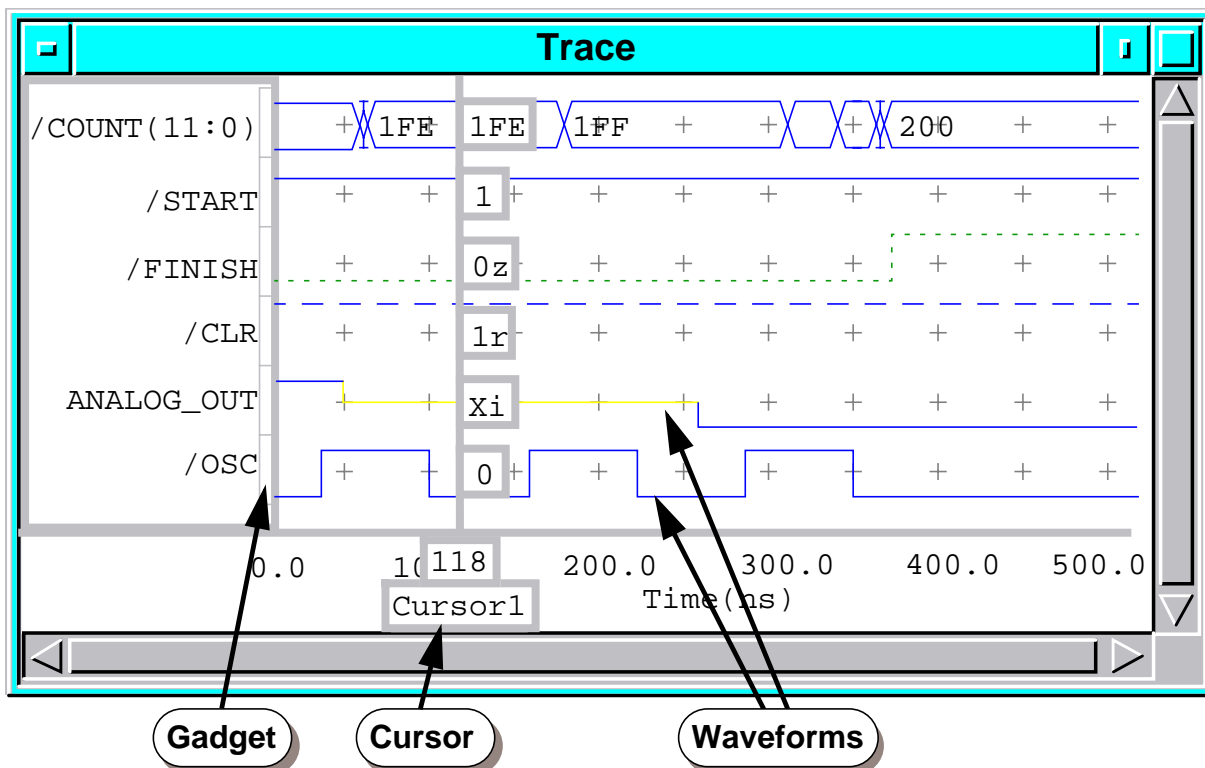 Trace
/COUNT(11:0) 1FE 1FE 1FF 200
/START 1
/FINISH 0z
/CLR 1r
ANALOG_OUT Xi
/OSC 0
0.0 10 118 200.0 300.0 400.0 500.0
Cursor1 Time(ns)
Gadget Cursor Waveforms